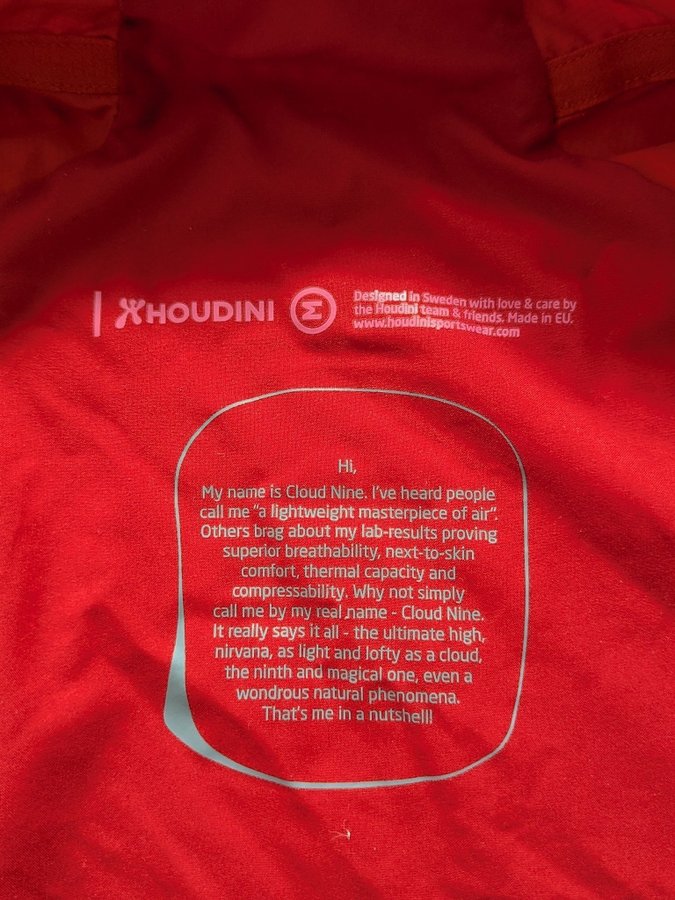 HOUDINI M Designed in Sweden with love & care by
the Houdini team & friends. Made in EU.
www.houdinisportswear.com
Hi,
My name is Cloud Nine. I've heard people
call me "a lightweight masterpiece of air".
Others brag about my lab-results proving
superior breathability, next-to-skin
comfort, thermal capacity and
compressability. Why not simply
call me by my real name - Cloud Nine.
It really says it all - the ultimate high,
nirvana, as light and lofty as a cloud,
the ninth and magical one, even a
wondrous natural phenomena.
That's me in a nutshell!